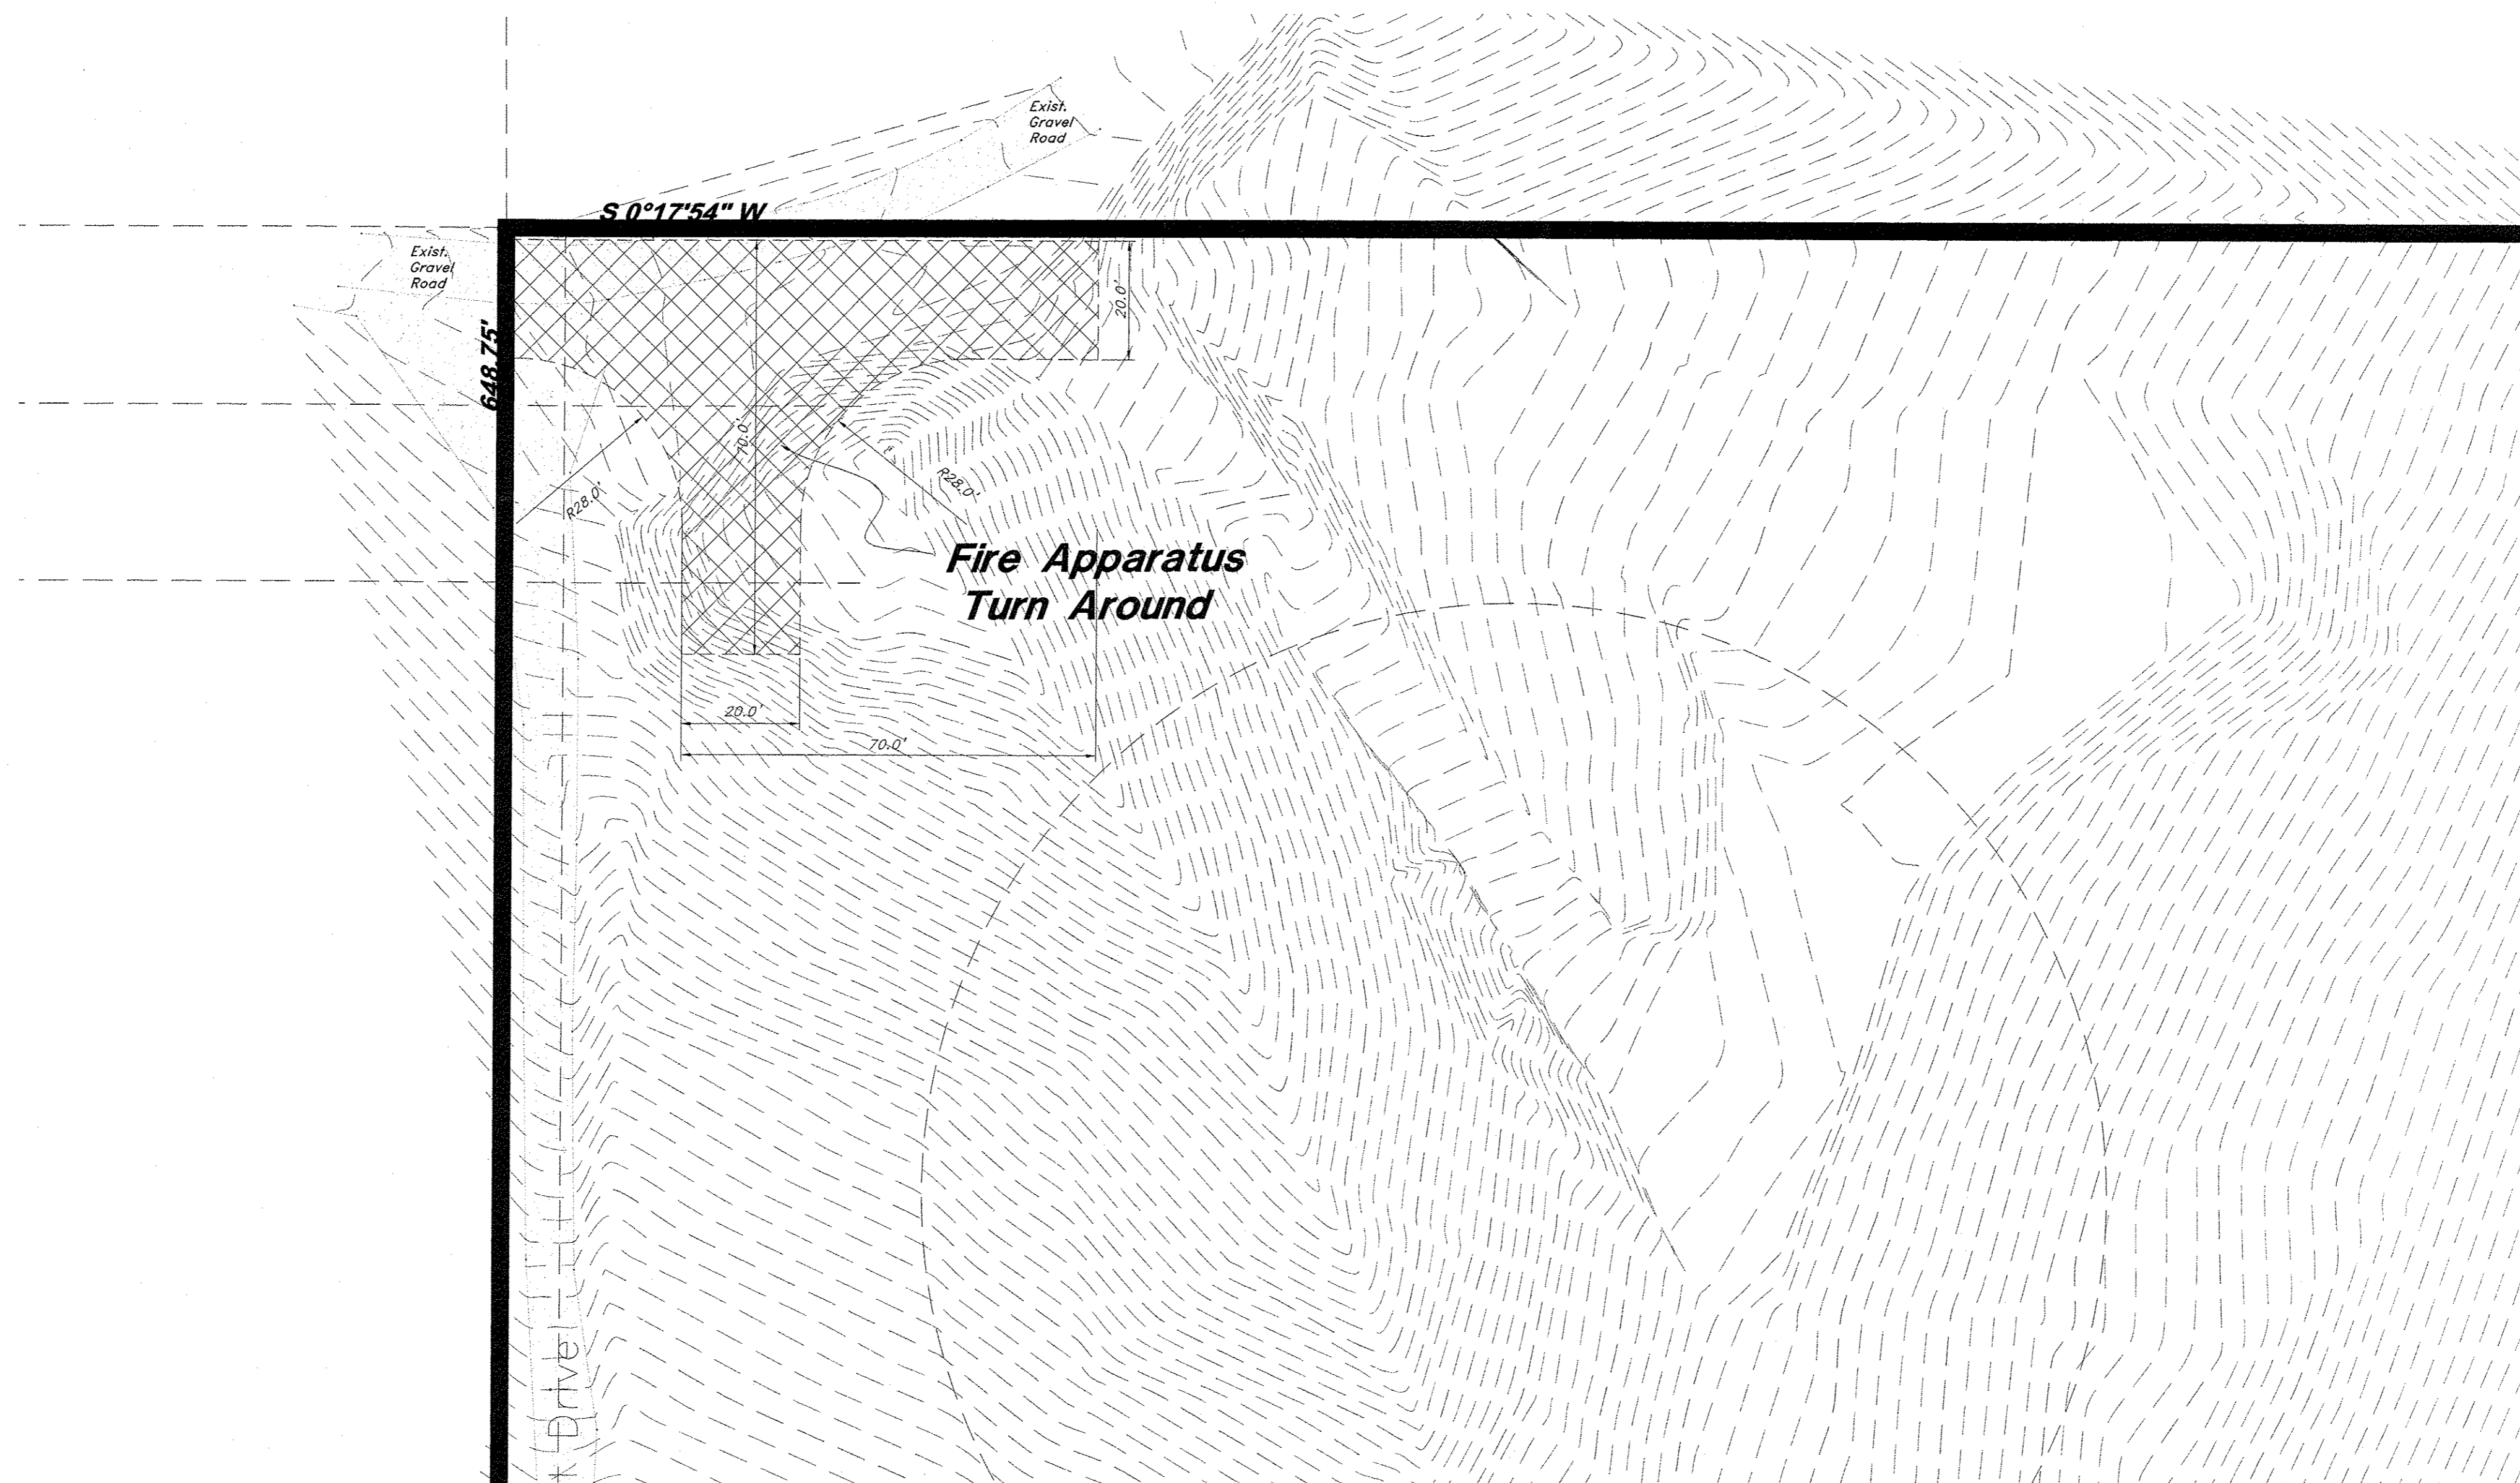 Exist.
Gravel
Road
S 0°17'54" W
Exist.
Gravel
Road
20.0'
648.75'
70.0'
R28.0'
R28.0'
Fire Apparatus
Turn Around
20.0'
70.0'
Drive